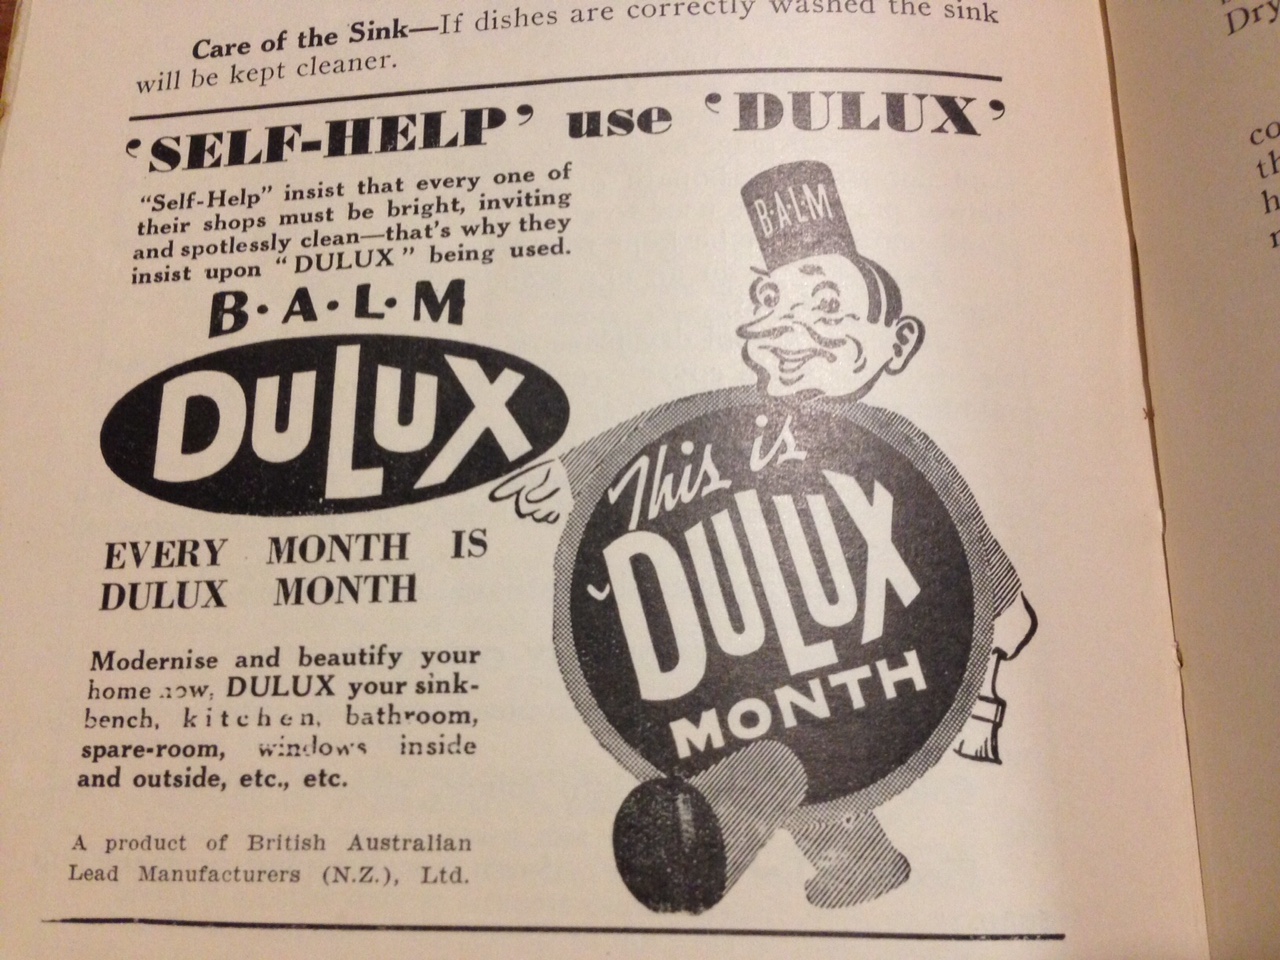 Care of the Sink—If dishes are correctly washed the sink
will be kept cleaner.
‘SELF-HELP’ use ‘DULUX’
“Self-Help” insist that every one of
their shops must be bright, inviting
and spotlessly clean—that's why they
insist upon “DULUX” being used.
B·A·L·M
DULUX
EVERY MONTH IS
DULUX MONTH
Modernise and beautify your
home now, DULUX your sink-
bench, kitchen, bathroom,
spare-room, windows inside
and outside, etc., etc.
A product of British Australian
Lead Manufacturers (N.Z.), Ltd.
B·A·L·M
This is
DULUX
MONTH
Dry